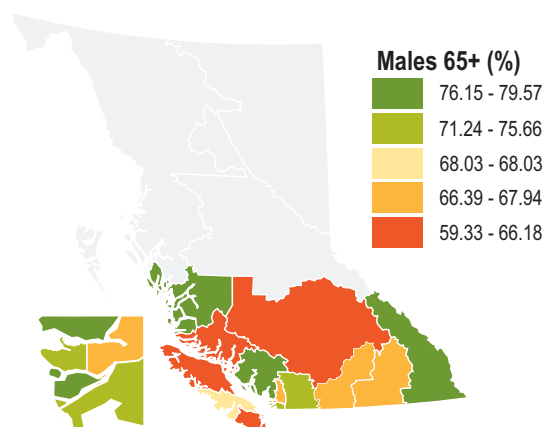 Males 65+ (%)
76.15 - 79.57
71.24 - 75.66
68.03 - 68.03
66.39 - 67.94
59.33 - 66.18